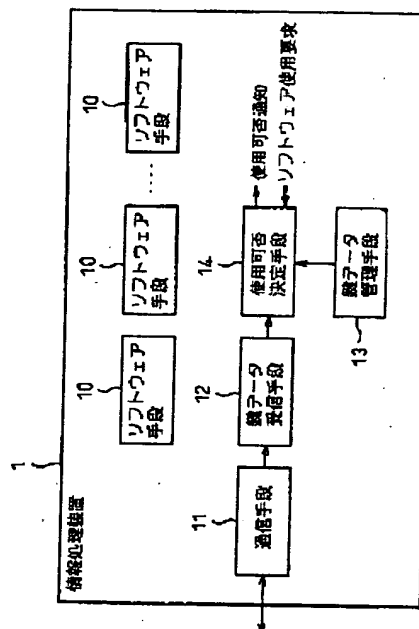 1
情報処理装置
10
ソフトウェア
手段
10
ソフトウェア
手段
....
10
ソフトウェア
手段
11
通信手段
12
鍵データ
受信手段
14
使用可否
決定手段
使用可否通知
ソフトウェア使用要求
鍵データ
管理手段
13